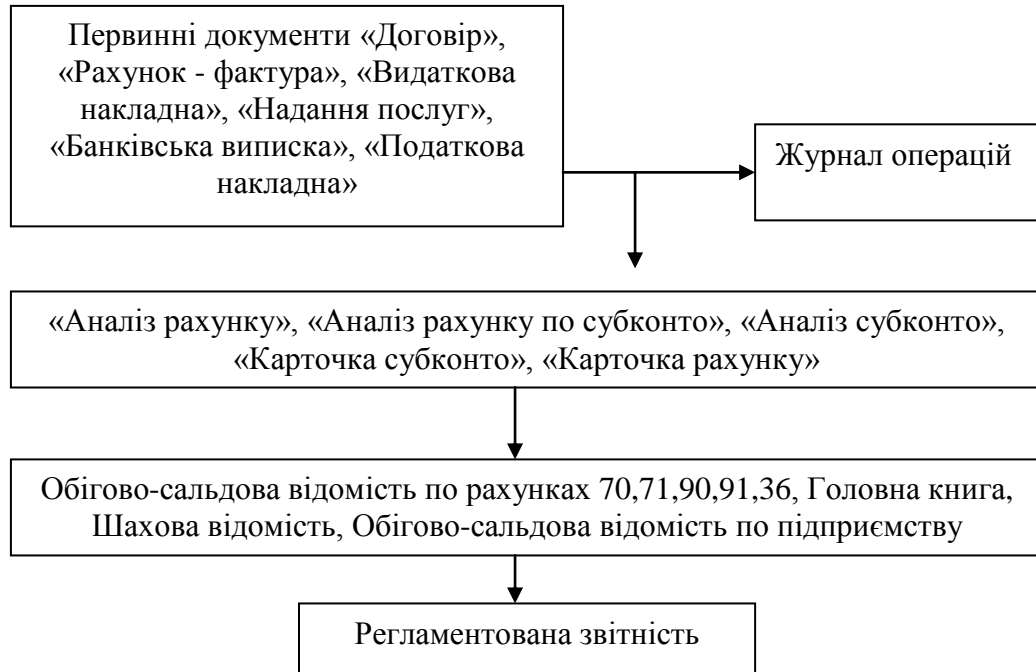 Первинні документи «Договір»,
«Рахунок - фактура», «Видаткова
накладна», «Надання послуг»,
«Банківська виписка», «Податкова
накладна»
Журнал операцій
«Аналіз рахунку», «Аналіз рахунку по субконто», «Аналіз субконто»,
«Карточка субконто», «Карточка рахунку»
Обігово-сальдова відомість по рахунках 70,71,90,91,36, Головна книга,
Шахова відомість, Обігово-сальдова відомість по підприємству
Регламентована звітність